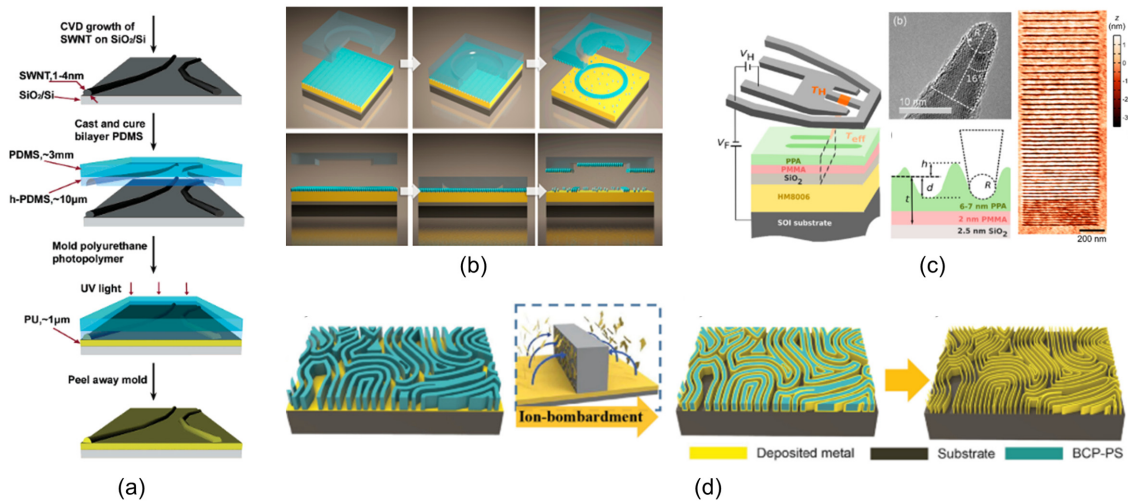 CVD growth of
SWNT on SiO₂/Si
SWNT,1-4nm
SiO₂/Si
Cast and cure
bilayer PDMS
PDMS,~3mm
h-PDMS,~10μm
Mold polyurethane
photopolymer
UV light
PU,~1μm
Peel away mold
(a)
(b)
V_H
T_H
V_F
T_eff
PPA
PMMA
SiO₂
HM8006
SOI substrate
(b)
R
16°
10 nm
h
d
t
R
6-7 nm PPA
2 nm PMMA
2.5 nm SiO₂
z
(nm)
1
0
-1
-2
-3
200 nm
(c)
Ion-bombardment
Deposited metal
Substrate
BCP-PS
(d)